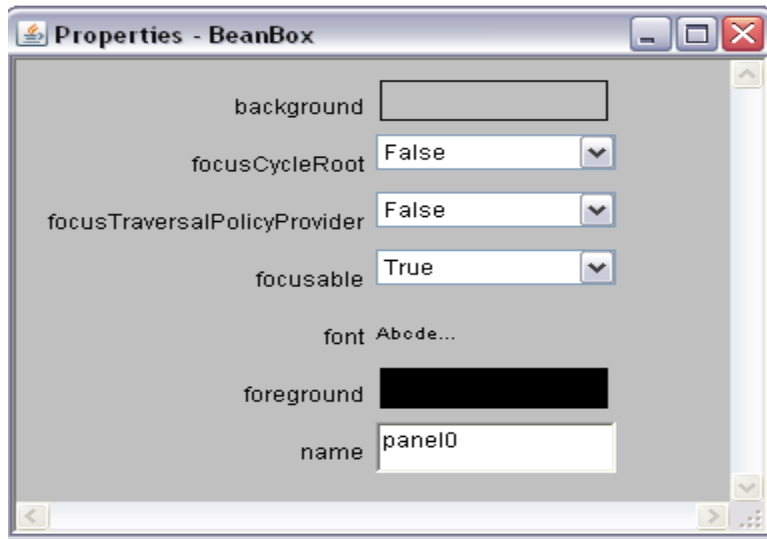 Properties - BeanBox
background
focusCycleRoot False
focusTraversalPolicyProvider False
focusable True
font Abcde...
foreground
name panel0